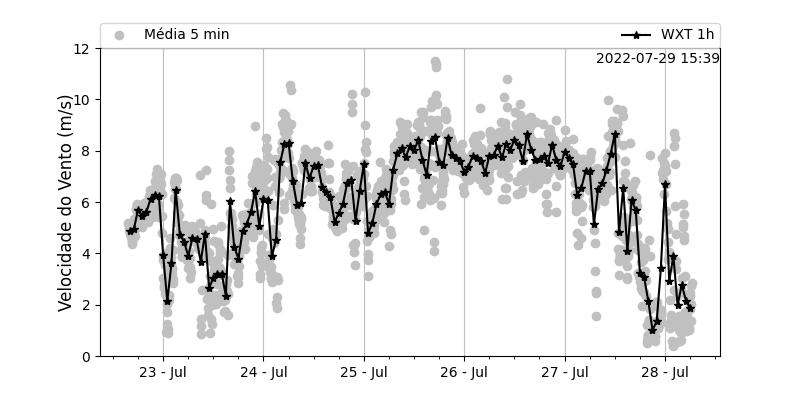 Média 5 min
WXT 1h
2022-07-29 15:39
Velocidade do Vento (m/s)
12
10
8
6
4
2
0
23 - Jul
24 - Jul
25 - Jul
26 - Jul
27 - Jul
28 - Jul